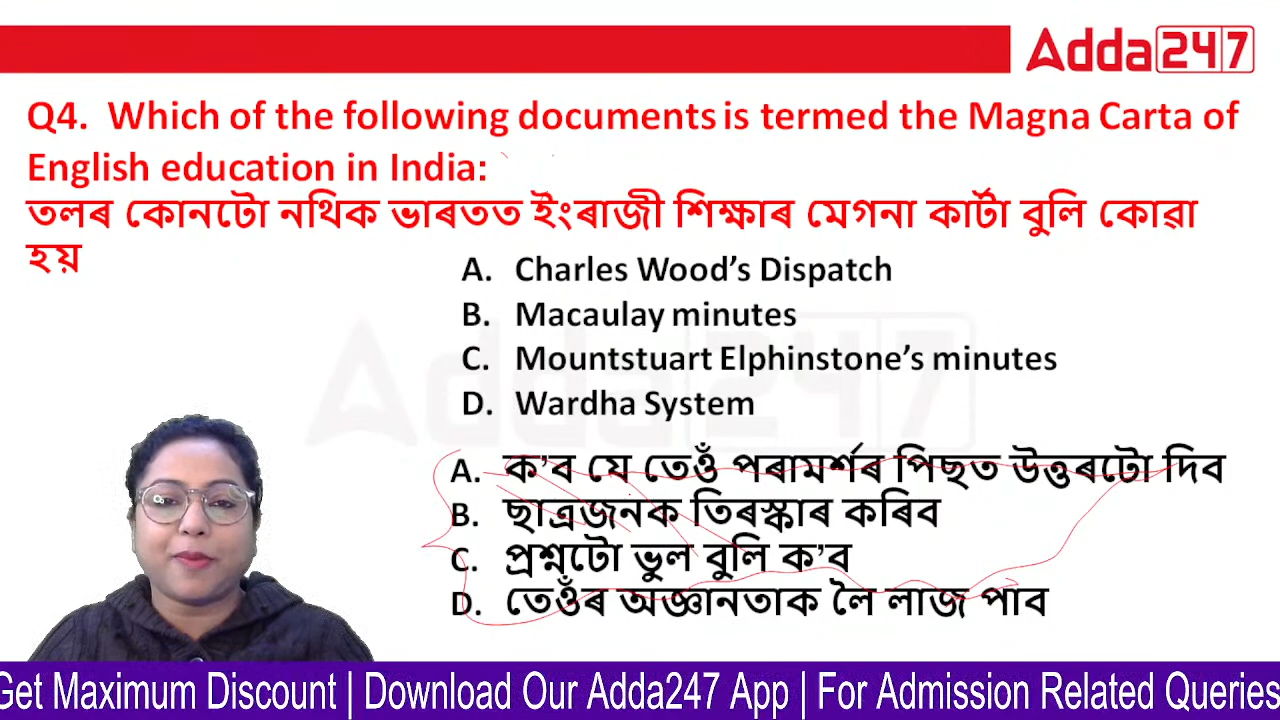 Adda247
Q4. Which of the following documents is termed the Magna Carta of
English education in India:
তলৰ কোনটো নথিক ভাৰতত ইংৰাজী শিক্ষাৰ মেগনা কাৰ্টা বুলি কোৱা
হয়
A. Charles Wood’s Dispatch
B. Macaulay minutes
C. Mountstuart Elphinstone’s minutes
D. Wardha System
Adda247
A. ক’ব যে তেওঁ পৰামৰ্শৰ পিছত উত্তৰটো দিব
B. ছাত্ৰজনক তিৰস্কাৰ কৰিব
C. প্ৰশ্নটো ভুল বুলি ক’ব
D. তেওঁৰ অজ্ঞানতাক লৈ লাজ পাব
Get Maximum Discount | Download Our Adda247 App | For Admission Related Queries